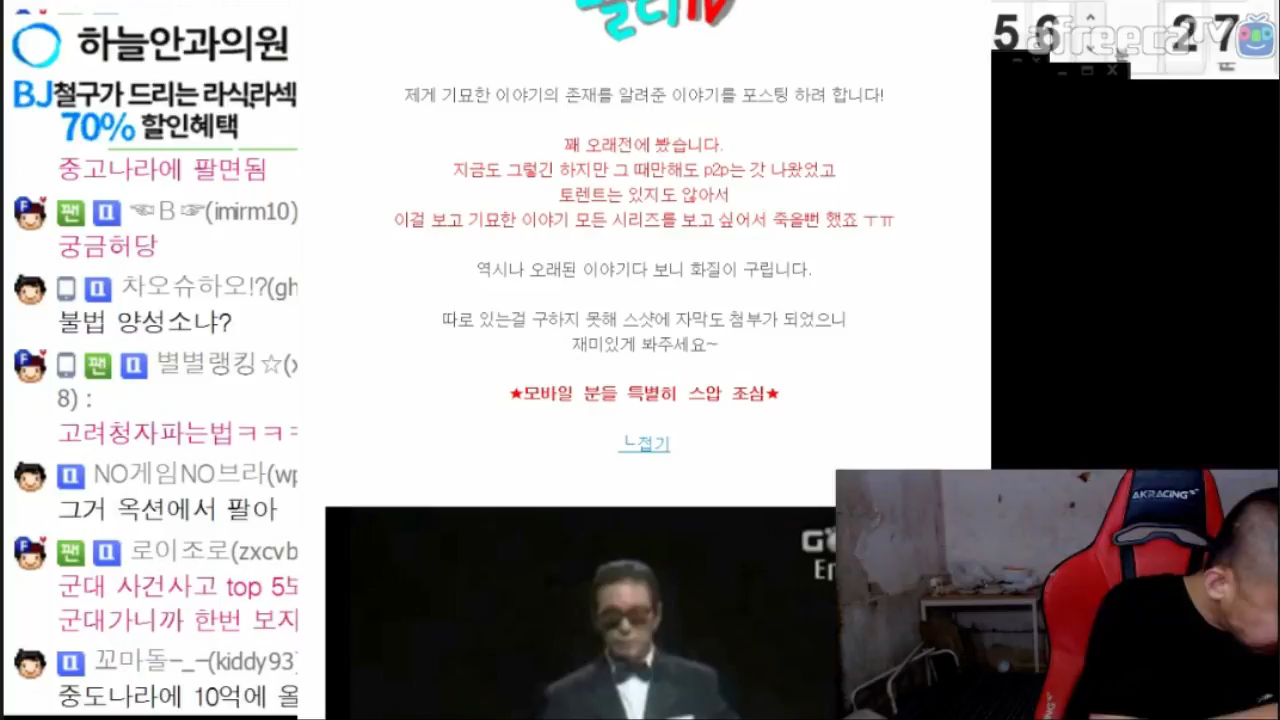 하늘안과의원
BJ철구가 드리는 라식,라섹
70% 할인혜택
중고나라에 팔면됨
팬 ☜B☞(imirm10)
궁금허당
차오슈하오!?(gh
불법 양성소냐?
팬 별별랭킹☆(x
8) :
고려청자파는법ㅋㅋㅋ
NO게임NO브라(wp
그거 옥션에서 팔아
팬 로이조로(zxcvb
군대 사건사고 top 5보
군대가니까 한번 보지
꼬마돌-_-(kiddy93
중도나라에 10억에 올
제게 기묘한 이야기의 존재를 알려준 이야기를 포스팅 하려 합니다!
꽤 오래전에 봤습니다.
지금도 그렇긴 하지만 그 때만해도 p2p는 갓 나왔었고
토렌트는 있지도 않아서
이걸 보고 기묘한 이야기 모든 시리즈를 보고 싶어서 죽을뻔 했죠 ㅜㅠ
역시나 오래된 이야기다 보니 화질이 구립니다.
따로 있는걸 구하지 못해 스샷에 자막도 첨부가 되었으니
재미있게 봐주세요~
★모바일 분들 특별히 스압 조심★
ㄴ접기
56 27
afreecaTV
AKRACING